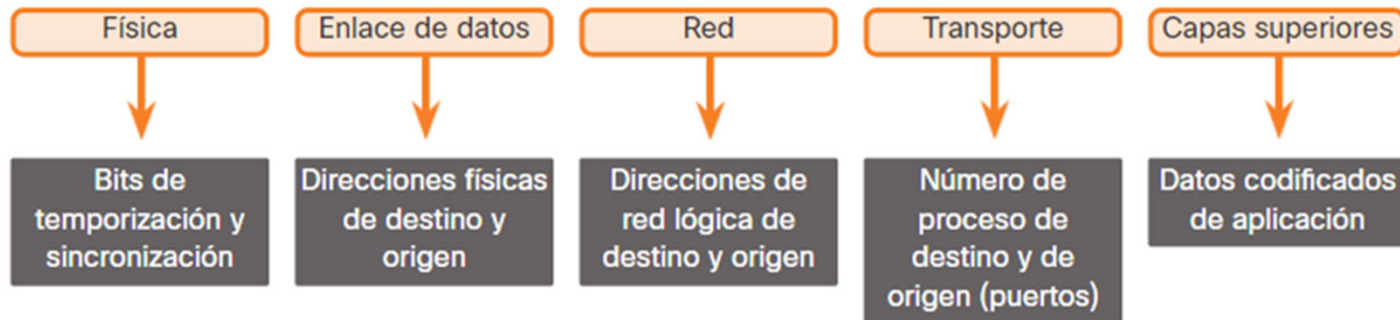 Física
Enlace de datos
Red
Transporte
Capas superiores
Bits de
temporización y
sincronización
Direcciones físicas
de destino y
origen
Direcciones de
red lógica de
destino y origen
Número de
proceso de
destino y de
origen (puertos)
Datos codificados
de aplicación